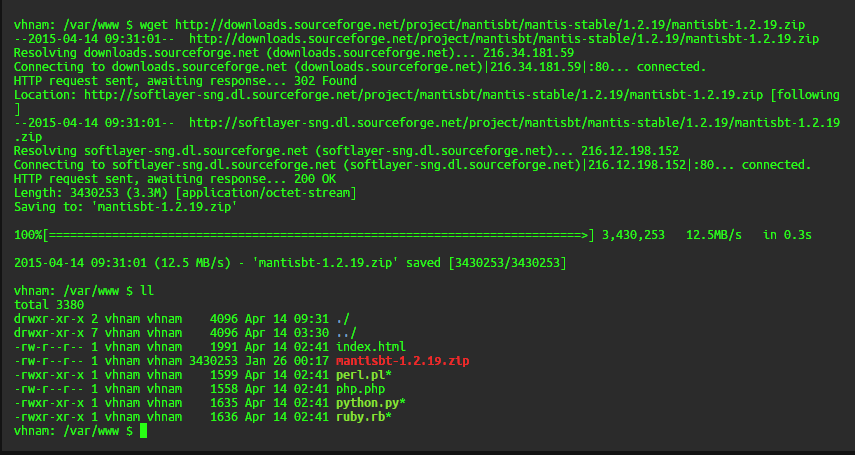 vhnam: /var/www $ wget http://downloads.sourceforge.net/project/mantisbt/mantis-stable/1.2.19/mantisbt-1.2.19.zip
--2015-04-14 09:31:01--  http://downloads.sourceforge.net/project/mantisbt/mantis-stable/1.2.19/mantisbt-1.2.19.zip
Resolving downloads.sourceforge.net (downloads.sourceforge.net)... 216.34.181.59
Connecting to downloads.sourceforge.net (downloads.sourceforge.net)|216.34.181.59|:80... connected.
HTTP request sent, awaiting response... 302 Found
Location: http://softlayer-sng.dl.sourceforge.net/project/mantisbt/mantis-stable/1.2.19/mantisbt-1.2.19.zip [following
]
--2015-04-14 09:31:01--  http://softlayer-sng.dl.sourceforge.net/project/mantisbt/mantis-stable/1.2.19/mantisbt-1.2.19
.zip
Resolving softlayer-sng.dl.sourceforge.net (softlayer-sng.dl.sourceforge.net)... 216.12.198.152
Connecting to softlayer-sng.dl.sourceforge.net (softlayer-sng.dl.sourceforge.net)|216.12.198.152|:80... connected.
HTTP request sent, awaiting response... 200 OK
Length: 3430253 (3.3M) [application/octet-stream]
Saving to: 'mantisbt-1.2.19.zip'

100%[============================================================================>] 3,430,253   12.5MB/s   in 0.3s

2015-04-14 09:31:01 (12.5 MB/s) - 'mantisbt-1.2.19.zip' saved [3430253/3430253]

vhnam: /var/www $ ll
total 3380
drwxr-xr-x 2 vhnam vhnam    4096 Apr 14 09:31 ./
drwxr-xr-x 7 vhnam vhnam    4096 Apr 14 03:30 ../
-rw-r--r-- 1 vhnam vhnam    1991 Apr 14 02:41 index.html
-rw-r--r-- 1 vhnam vhnam 3430253 Jan 26 00:17 mantisbt-1.2.19.zip
-rwxr-xr-x 1 vhnam vhnam    1599 Apr 14 02:41 perl.pl*
-rw-r--r-- 1 vhnam vhnam    1558 Apr 14 02:41 php.php
-rwxr-xr-x 1 vhnam vhnam    1635 Apr 14 02:41 python.py*
-rwxr-xr-x 1 vhnam vhnam    1636 Apr 14 02:41 ruby.rb*
vhnam: /var/www $